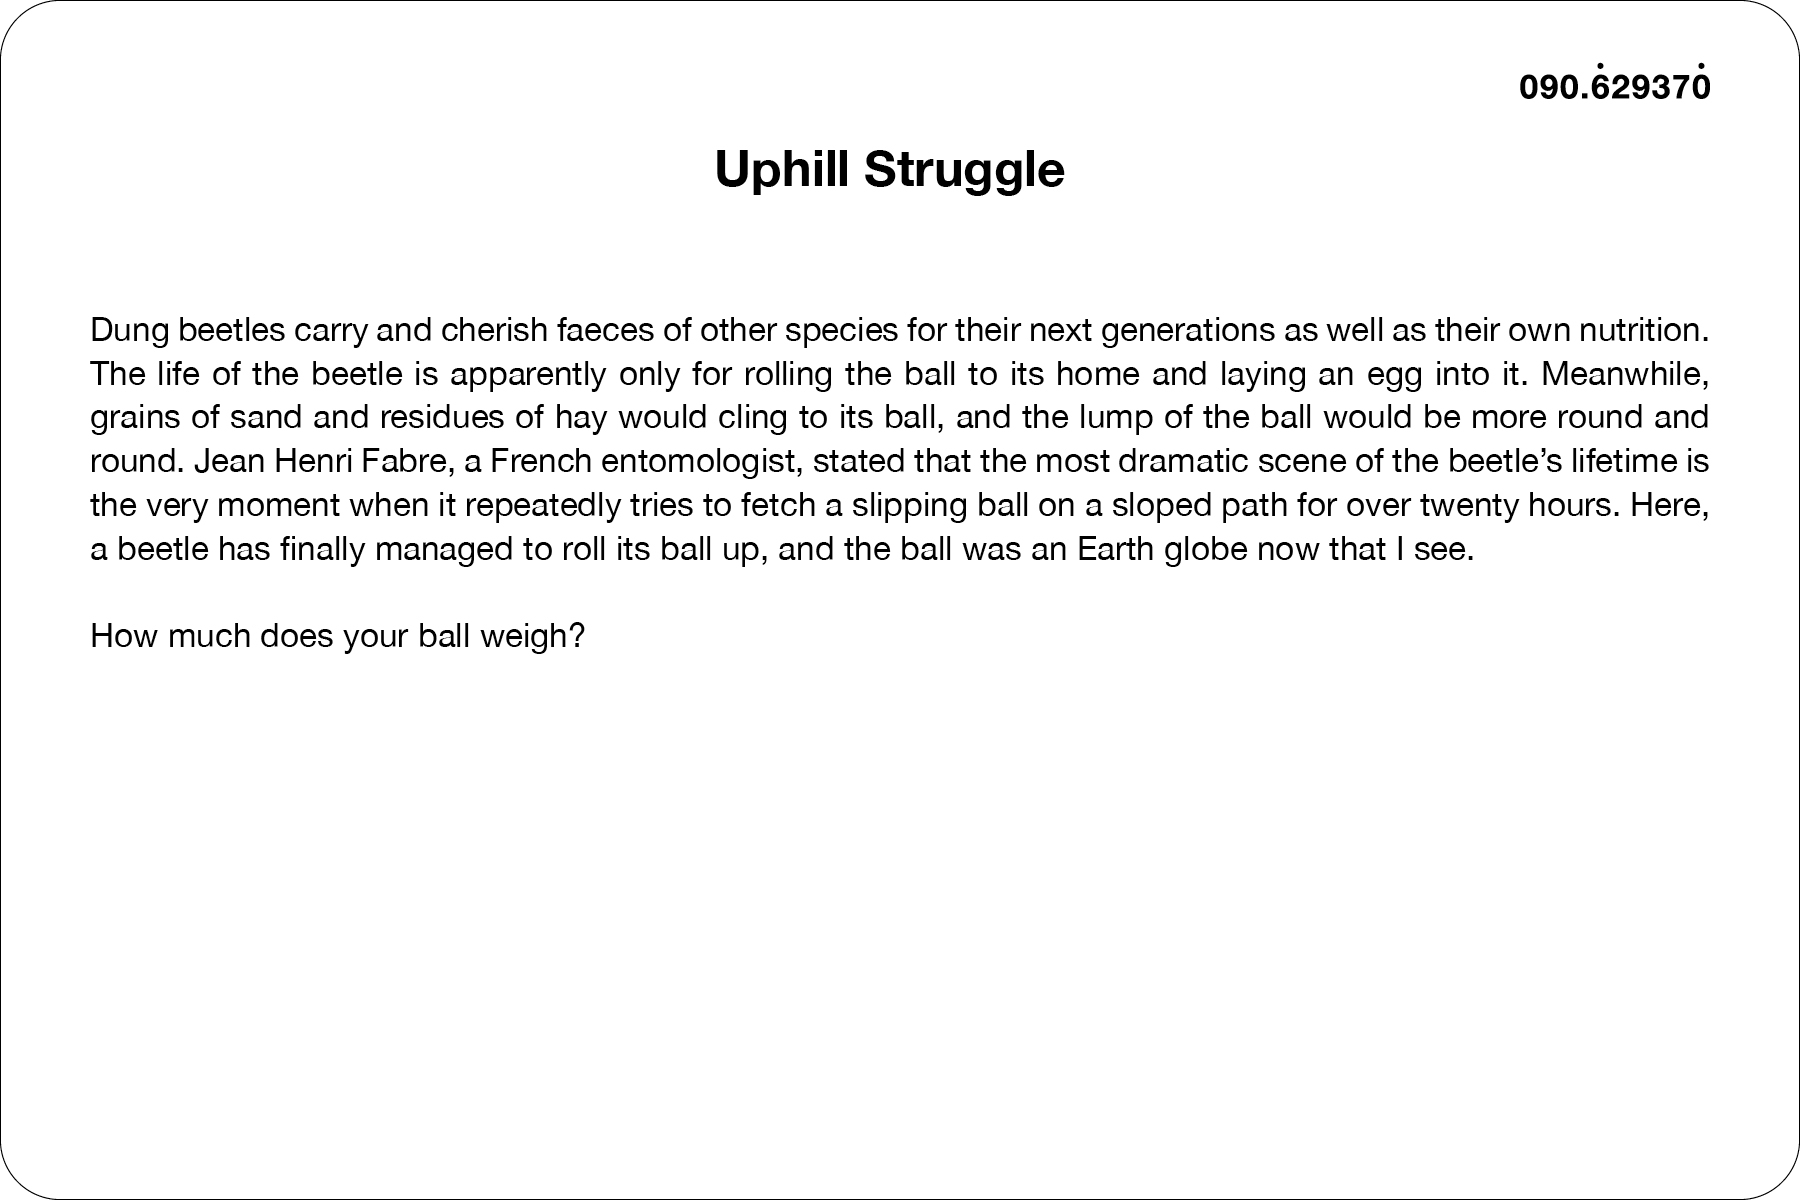 090.6̇29370̇
Uphill Struggle
Dung beetles carry and cherish faeces of other species for their next generations as well as their own nutrition.
The life of the beetle is apparently only for rolling the ball to its home and laying an egg into it. Meanwhile,
grains of sand and residues of hay would cling to its ball, and the lump of the ball would be more round and
round. Jean Henri Fabre, a French entomologist, stated that the most dramatic scene of the beetle’s lifetime is
the very moment when it repeatedly tries to fetch a slipping ball on a sloped path for over twenty hours. Here,
a beetle has finally managed to roll its ball up, and the ball was an Earth globe now that I see.
How much does your ball weigh?